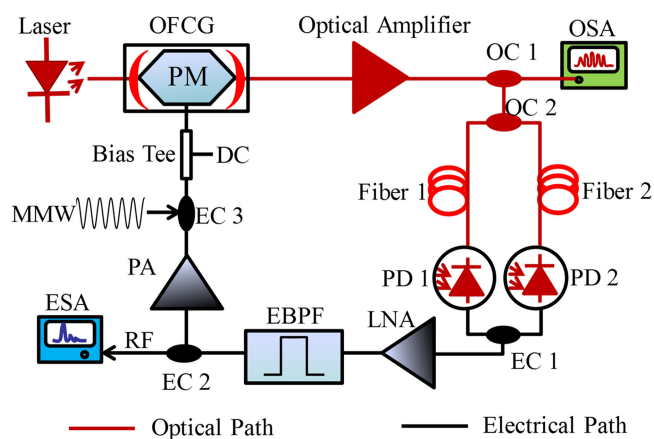 Laser
OFCG
Optical Amplifier
OC 1
OSA
PM
OC 2
Bias Tee
DC
Fiber 1
Fiber 2
MMW
EC 3
PA
PD 1
PD 2
ESA
EBPF
LNA
RF
EC 2
EC 1
Optical Path
Electrical Path